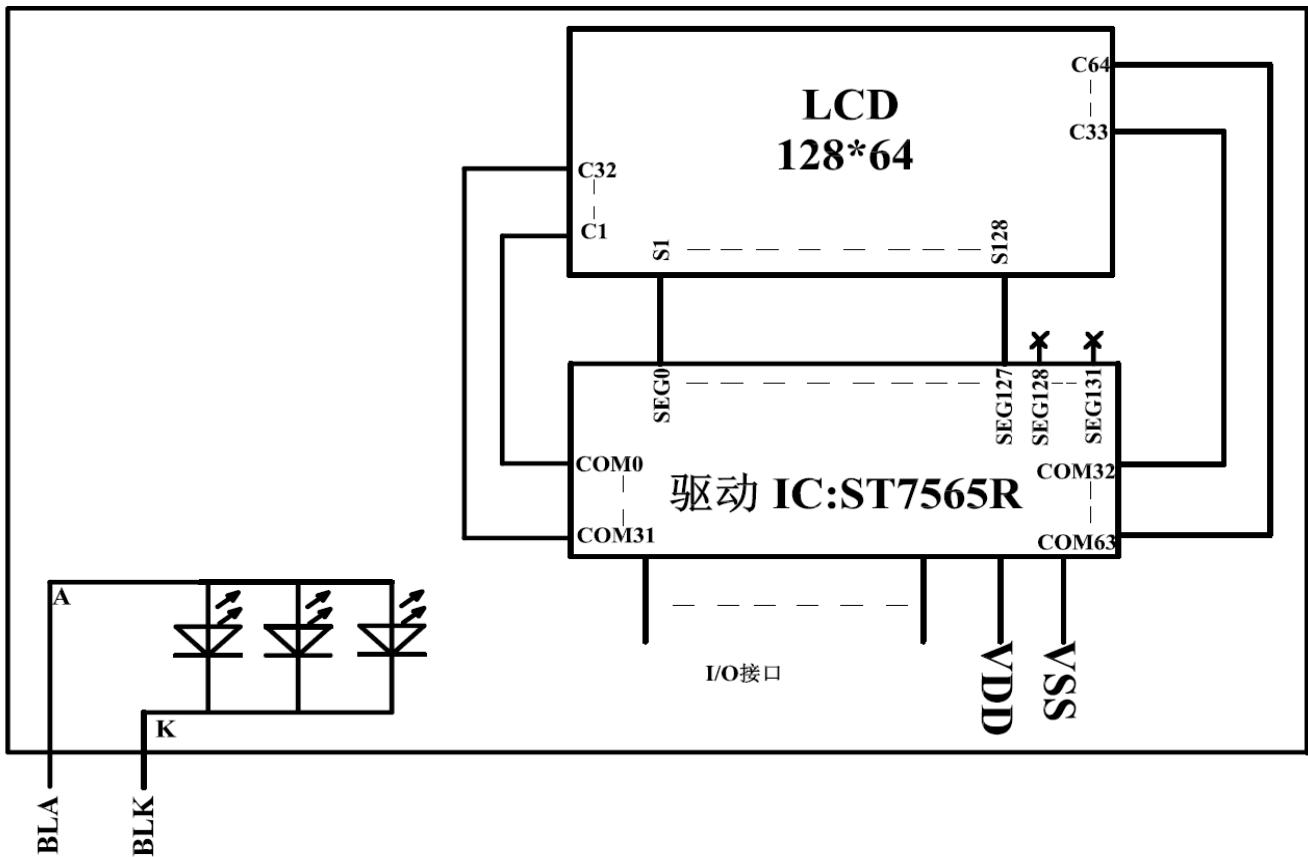 LCD
128*64
C64
C33
C32
C1
S1
S128
SEG0
SEG127
SEG128
SEG131
COM0
COM31
驱动 IC:ST7565R
COM32
COM63
I/O接口
VDD
VSS
A
K
BLA
BLK